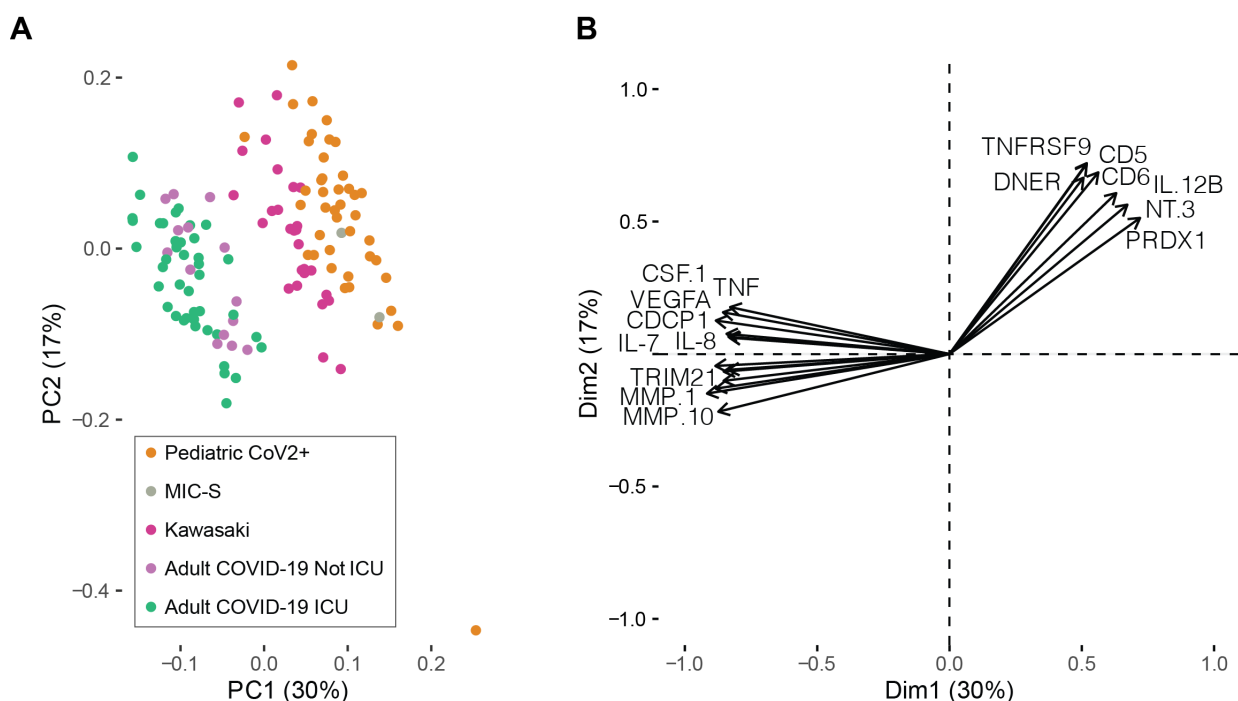 A
B
0.2
0.0
−0.2
−0.4
PC2 (17%)
−0.1
0.0
0.1
0.2
PC1 (30%)
Pediatric CoV2+
MIC-S
Kawasaki
Adult COVID-19 Not ICU
Adult COVID-19 ICU
1.0
0.5
−0.5
−1.0
Dim2 (17%)
−1.0
−0.5
0.0
0.5
1.0
Dim1 (30%)
TNFRSF9
CD5
DNER
CD6
IL.12B
NT.3
PRDX1
CSF.1
TNF
VEGFA
CDCP1
IL-7
IL-8
TRIM21
MMP.1
MMP.10